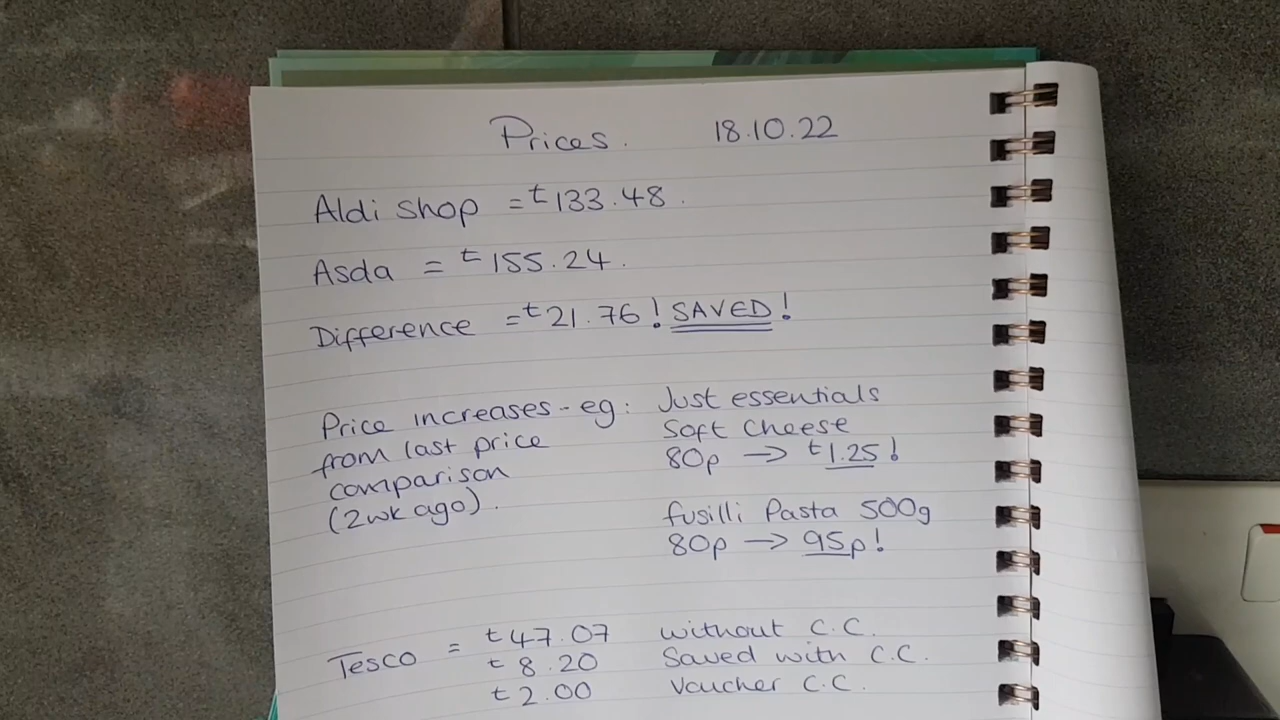 Prices. 18.10.22
Aldi shop = £133.48.
Asda = £155.24.
Difference = £21.76! SAVED!
Price increases - eg:
from last price
comparison
(2wk ago).
Just essentials
Soft Cheese
80p → £1.25!
fusilli Pasta 500g
80p → 95p!
Tesco = £47.07 without C.C.
£8.20 Saved with C.C.
£2.00 Voucher C.C.